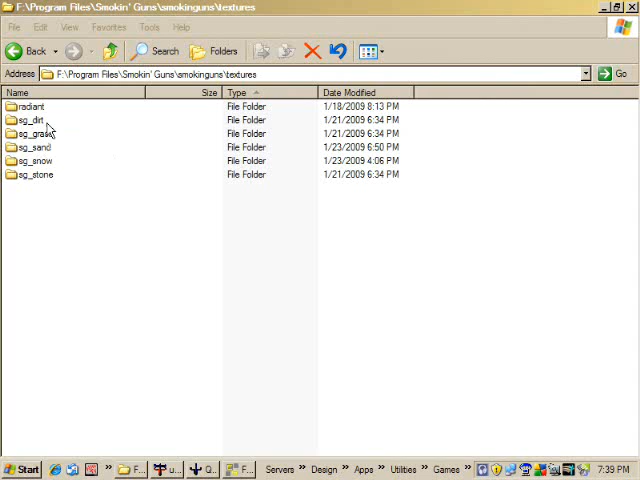 F:\Program Files\Smokin' Guns\smokinguns\textures
File Edit View Favorites Tools Help
Back Search Folders
Address F:\Program Files\Smokin' Guns\smokinguns\textures Go
Name Size Type Date Modified
radiant File Folder 1/18/2009 8:13 PM
sg_dirt File Folder 1/21/2009 6:34 PM
File Folder 1/21/2009 6:34 PM
sg_sand File Folder 1/23/2009 6:50 PM
sg_snow File Folder 1/23/2009 4:06 PM
sg_stone File Folder 1/21/2009 6:34 PM
Start » F... u... Q... F... Servers » Design » Apps » Utilities » Games » 7:39 PM